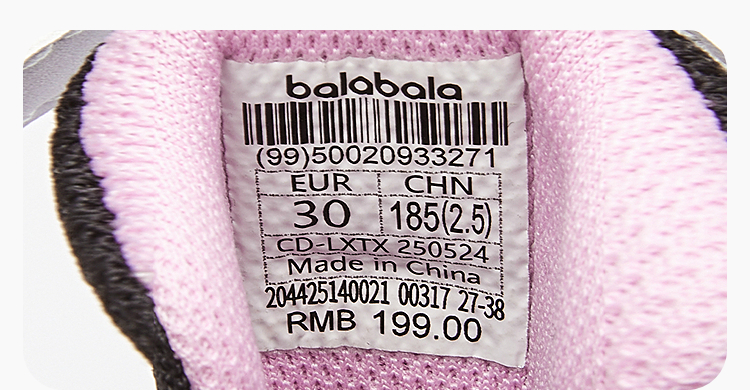 balabala
(99)50020933271
EUR CHN
30 185(2.5)
CD-LXTX 250524
Made in China
204425140021 00317 27-38
RMB 199.00